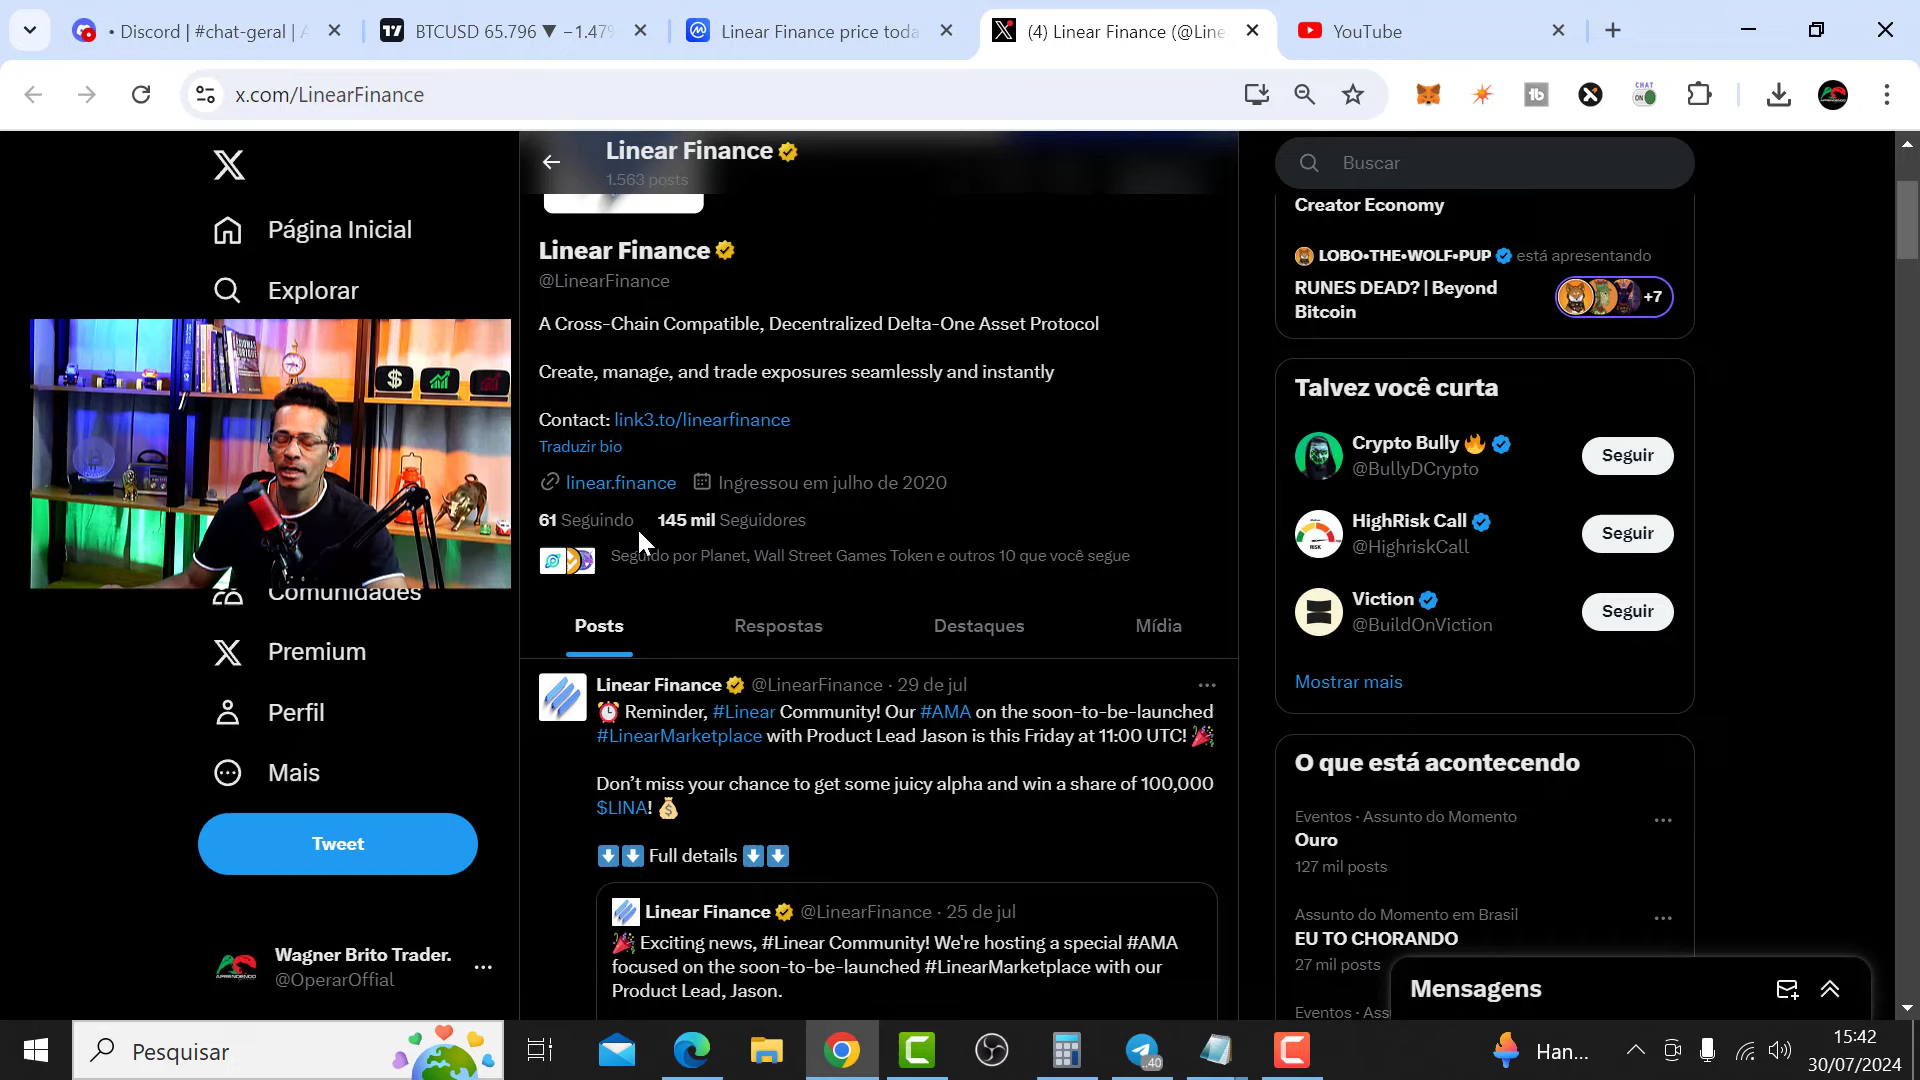 • Discord | #chat-geral | A
BTCUSD 65.796 ▼ −1.47%
Linear Finance price toda
(4) Linear Finance (@Line
YouTube
x.com/LinearFinance
CHAT
ON
Página Inicial
Explorar
Comunidades
Premium
Perfil
Mais
Tweet
Wagner Brito Trader.
@OperarOffial
Linear Finance
1.563 posts
Linear Finance
@LinearFinance
A Cross-Chain Compatible, Decentralized Delta-One Asset Protocol
Create, manage, and trade exposures seamlessly and instantly
Contact: link3.to/linearfinance
Traduzir bio
linear.finance Ingressou em julho de 2020
61 Seguindo 145 mil Seguidores
Seguido por Planet, Wall Street Games Token e outros 10 que você segue
Posts Respostas Destaques Mídia
Linear Finance @LinearFinance · 29 de jul
⏰ Reminder, #Linear Community! Our #AMA on the soon-to-be-launched
#LinearMarketplace with Product Lead Jason is this Friday at 11:00 UTC! 🎉
Don’t miss your chance to get some juicy alpha and win a share of 100,000
$LINA! 💰
⬇️⬇️ Full details ⬇️⬇️
Linear Finance @LinearFinance · 25 de jul
🎉 Exciting news, #Linear Community! We're hosting a special #AMA
focused on the soon-to-be-launched #LinearMarketplace with our
Product Lead, Jason.
Buscar
Creator Economy
LOBO•THE•WOLF•PUP está apresentando
RUNES DEAD? | Beyond
Bitcoin
+7
Talvez você curta
Crypto Bully 🔥
@BullyDCrypto
Seguir
HighRisk Call
@HighriskCall
Seguir
Viction
@BuildOnViction
Seguir
Mostrar mais
O que está acontecendo
Eventos · Assunto do Momento
Ouro
127 mil posts
Assunto do Momento em Brasil
EU TO CHORANDO
27 mil posts
Eventos · Ass
Mensagens
Pesquisar
..40
Han...
15:42
30/07/2024